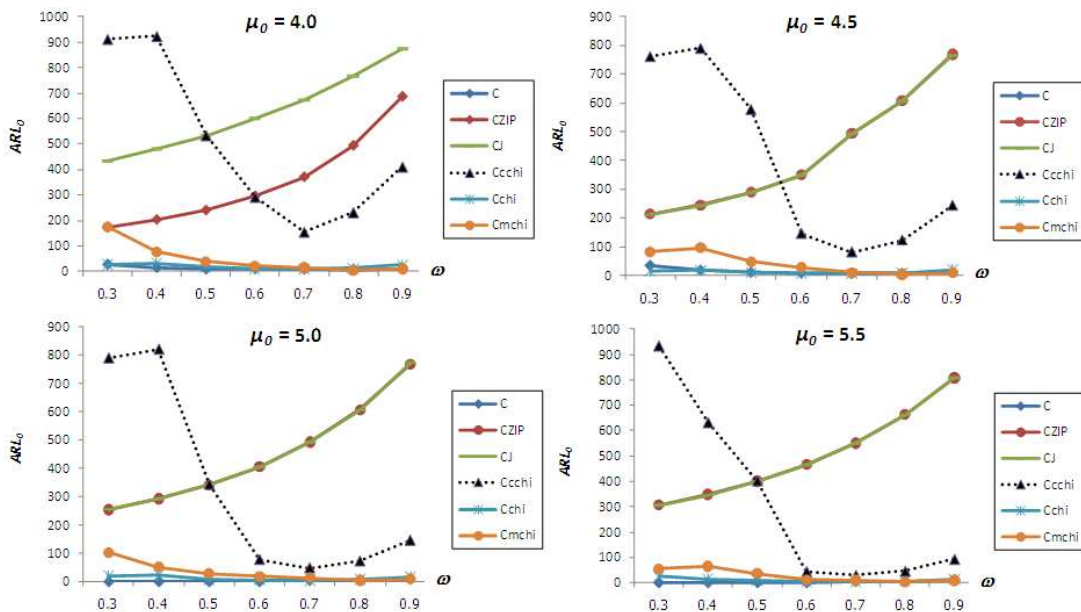 μ₀ = 4.0
ARL₀
1000
900
800
700
600
500
400
300
200
100
0
0.3 0.4 0.5 0.6 0.7 0.8 0.9
ω
C
CZIP
CJ
Ccchi
Cchi
Cmchi
μ₀ = 4.5
ARL₀
900
800
700
600
500
400
300
200
100
0
0.3 0.4 0.5 0.6 0.7 0.8 0.9
ω
C
CZIP
CJ
Ccchi
Cchi
Cmchi
μ₀ = 5.0
ARL₀
900
800
700
600
500
400
300
200
100
0
0.3 0.4 0.5 0.6 0.7 0.8 0.9
ω
C
CZIP
CJ
Ccchi
Cchi
Cmchi
μ₀ = 5.5
ARL₀
1000
900
800
700
600
500
400
300
200
100
0
0.3 0.4 0.5 0.6 0.7 0.8 0.9
ω
C
CZIP
CJ
Ccchi
Cchi
Cmchi